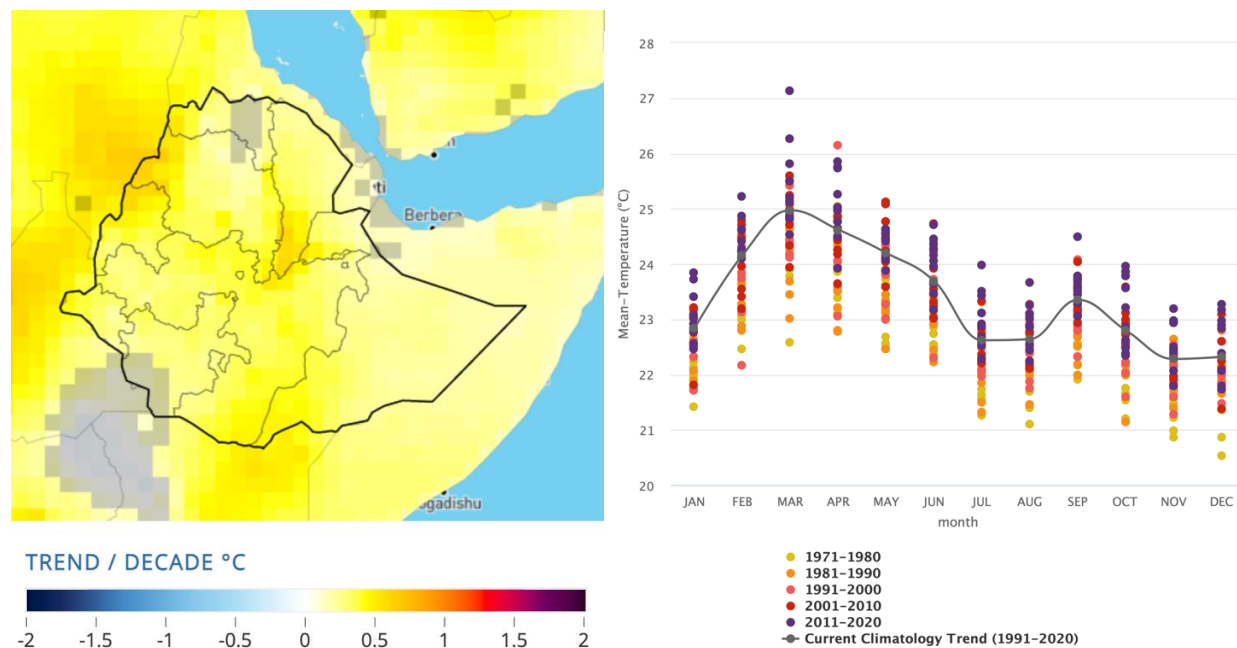 ti
Berbera
ogadishu
TREND / DECADE °C
-2 -1.5 -1 -0.5 0 0.5 1 1.5 2
Mean-Temperature (°C)
28
27
26
25
24
23
22
21
20
JAN FEB MAR APR MAY JUN JUL AUG SEP OCT NOV DEC
month
1971-1980
1981-1990
1991-2000
2001-2010
2011-2020
Current Climatology Trend (1991-2020)